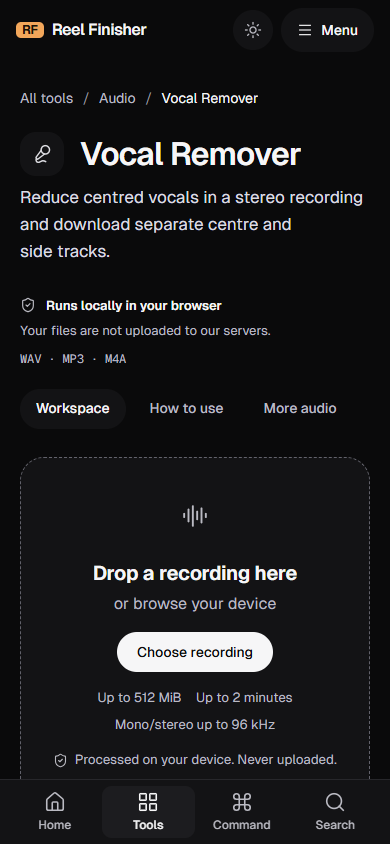 RF Reel Finisher
Menu
All tools / Audio / Vocal Remover
Vocal Remover
Reduce centred vocals in a stereo recording
and download separate centre and
side tracks.
Runs locally in your browser
Your files are not uploaded to our servers.
WAV · MP3 · M4A
Workspace How to use More audio
Drop a recording here
or browse your device
Choose recording
Up to 512 MiB Up to 2 minutes
Mono/stereo up to 96 kHz
Processed on your device. Never uploaded.
Home Tools Command Search